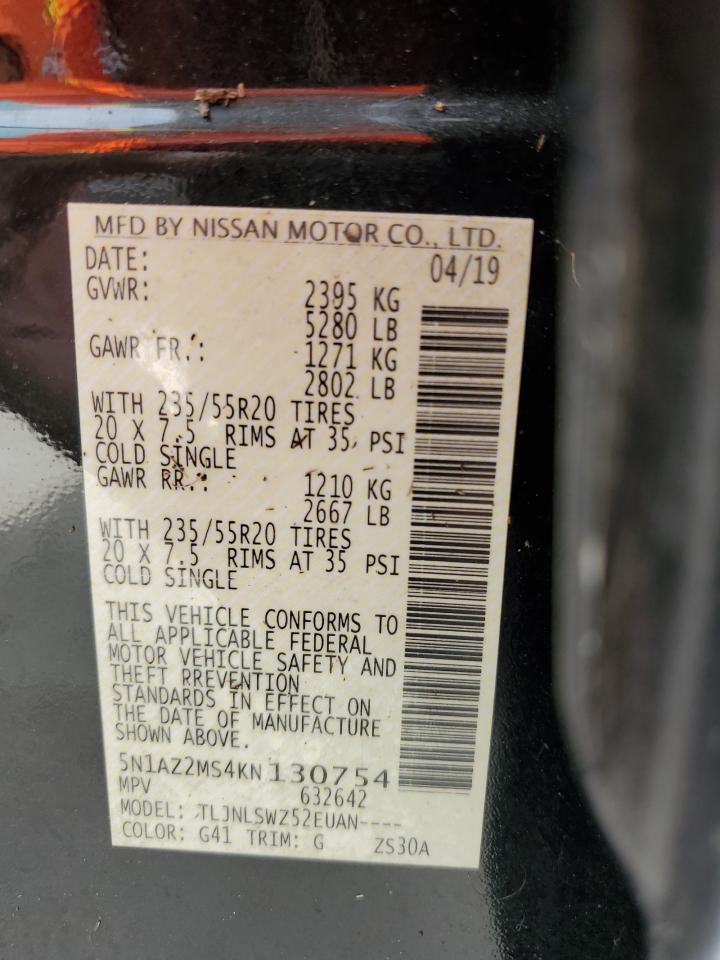 MFD BY NISSAN MOTOR CO., LTD.
DATE: 04/19
GVWR: 2395 KG
5280 LB
GAWR FR.: 1271 KG
2802 LB
WITH 235/55R20 TIRES
20 X 7.5 RIMS AT 35 PSI
COLD SINGLE
GAWR RR.: 1210 KG
2667 LB
WITH 235/55R20 TIRES
20 X 7.5 RIMS AT 35 PSI
COLD SINGLE
THIS VEHICLE CONFORMS TO
ALL APPLICABLE FEDERAL
MOTOR VEHICLE SAFETY AND
THEFT PREVENTION
STANDARDS IN EFFECT ON
THE DATE OF MANUFACTURE
SHOWN ABOVE.
5N1AZ2MS4KN130754
MPV 632642
MODEL: TLJNLSWZ52EUAN----
COLOR: G41 TRIM: G ZS30A